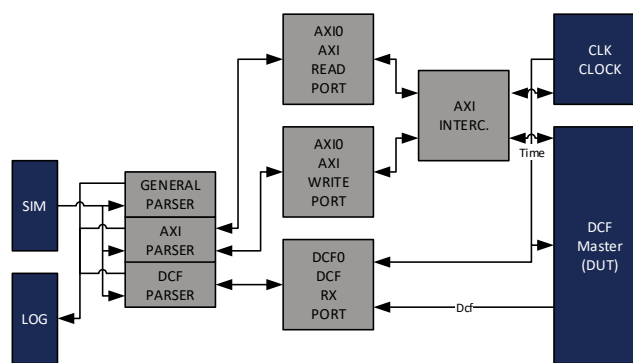 AXI0
AXI
READ
PORT
CLK
CLOCK
AXI
INTERC.
AXI0
AXI
WRITE
PORT
Time
GENERAL
PARSER
SIM
AXI
PARSER
DCF
PARSER
DCF0
DCF
RX
PORT
DCF
Master
(DUT)
Dcf
LOG